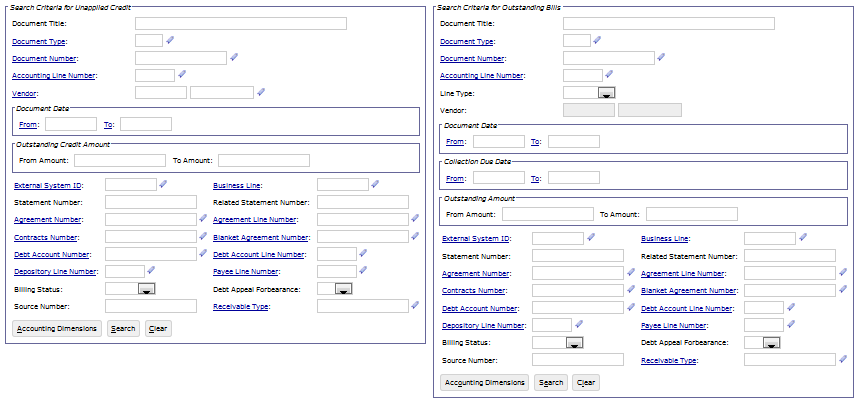 Search Criteria for Unapplied Credit
Document Title:
Document Type:
Document Number:
Accounting Line Number:
Vendor:
Document Date
From: To:
Outstanding Credit Amount
From Amount: To Amount:
External System ID: Business Line:
Statement Number: Related Statement Number:
Agreement Number: Agreement Line Number:
Contracts Number: Blanket Agreement Number:
Debt Account Number: Debt Account Line Number:
Depository Line Number: Payee Line Number:
Billing Status: Debt Appeal Forbearance:
Source Number: Receivable Type:
Accounting Dimensions Search Clear
Search Criteria for Outstanding Bills
Document Title:
Document Type:
Document Number:
Accounting Line Number:
Line Type:
Vendor:
Document Date
From: To:
Collection Due Date
From: To:
Outstanding Amount
From Amount: To Amount:
External System ID: Business Line:
Statement Number: Related Statement Number:
Agreement Number: Agreement Line Number:
Contracts Number: Blanket Agreement Number:
Debt Account Number: Debt Account Line Number:
Depository Line Number: Payee Line Number:
Billing Status: Debt Appeal Forbearance:
Source Number: Receivable Type:
Accounting Dimensions Search Clear